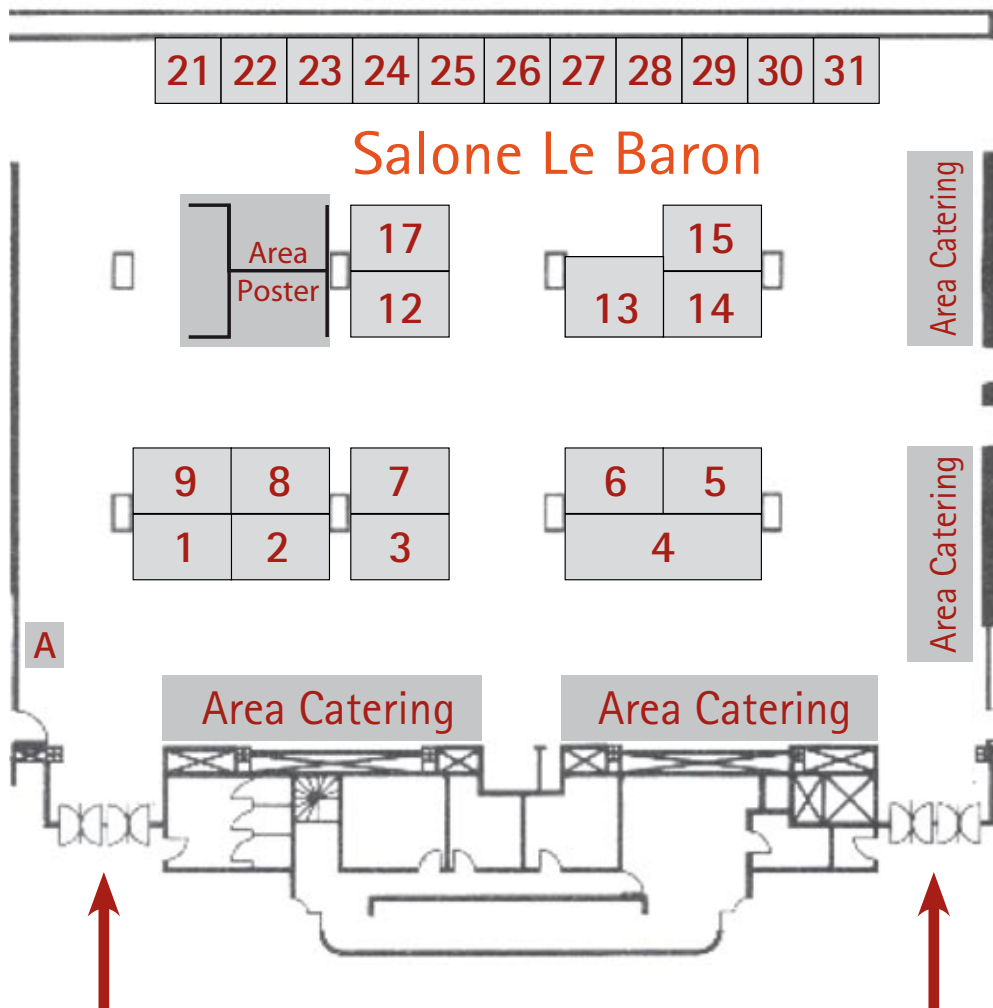 21 22 23 24 25 26 27 28 29 30 31
Salone Le Baron
Area Catering
17
15
Area
Poster
12
13
14
9 8 7 6 5
1 2 3 4
Area Catering
A
Area Catering
Area Catering